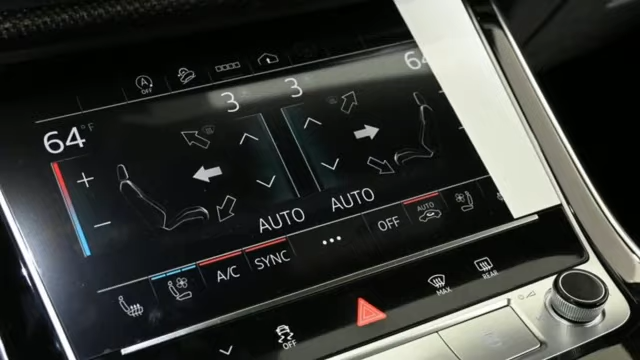 A OFF
3 3
64°F 64
AUTO AUTO
A/C SYNC ... OFF AUTO
OFF MAX REAR